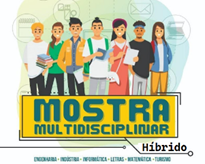 MOSTRA
MULTIDISCIPLINAR
Híbrido
ENGENHARIA • INDÚSTRIA • INFORMÁTICA • LETRAS • MATEMÁTICA • TURISMO